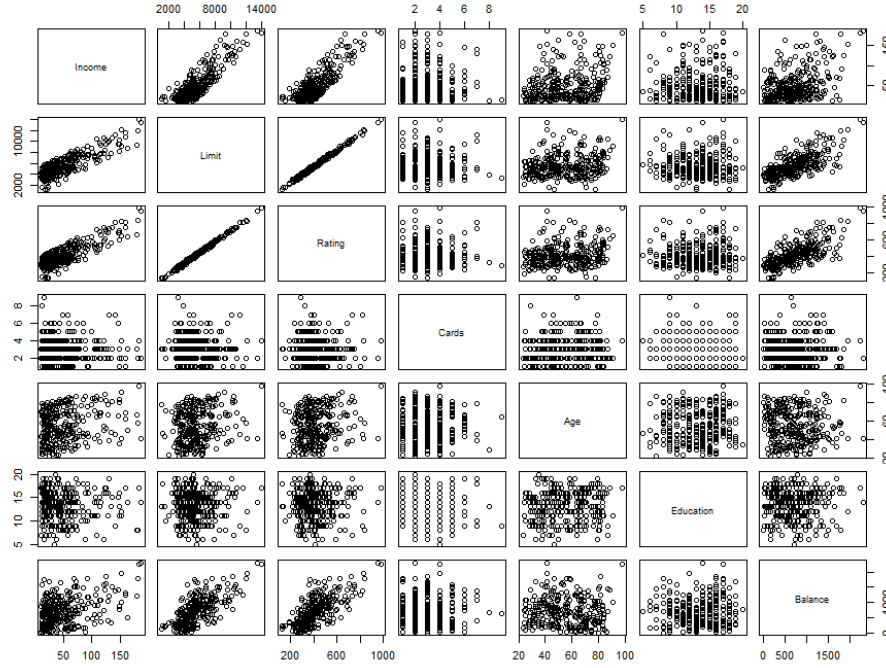 2000 8000 14000
2 4 6 8
5 10 15 20
Income
50 150
Limit
2000 10000
Rating
200 600 1000
Cards
2 4 6 8
Age
20 60 100
Education
5 10 15 20
Balance
0 1000
50 100 150
200 600 1000
20 40 60 80 100
0 500 1500